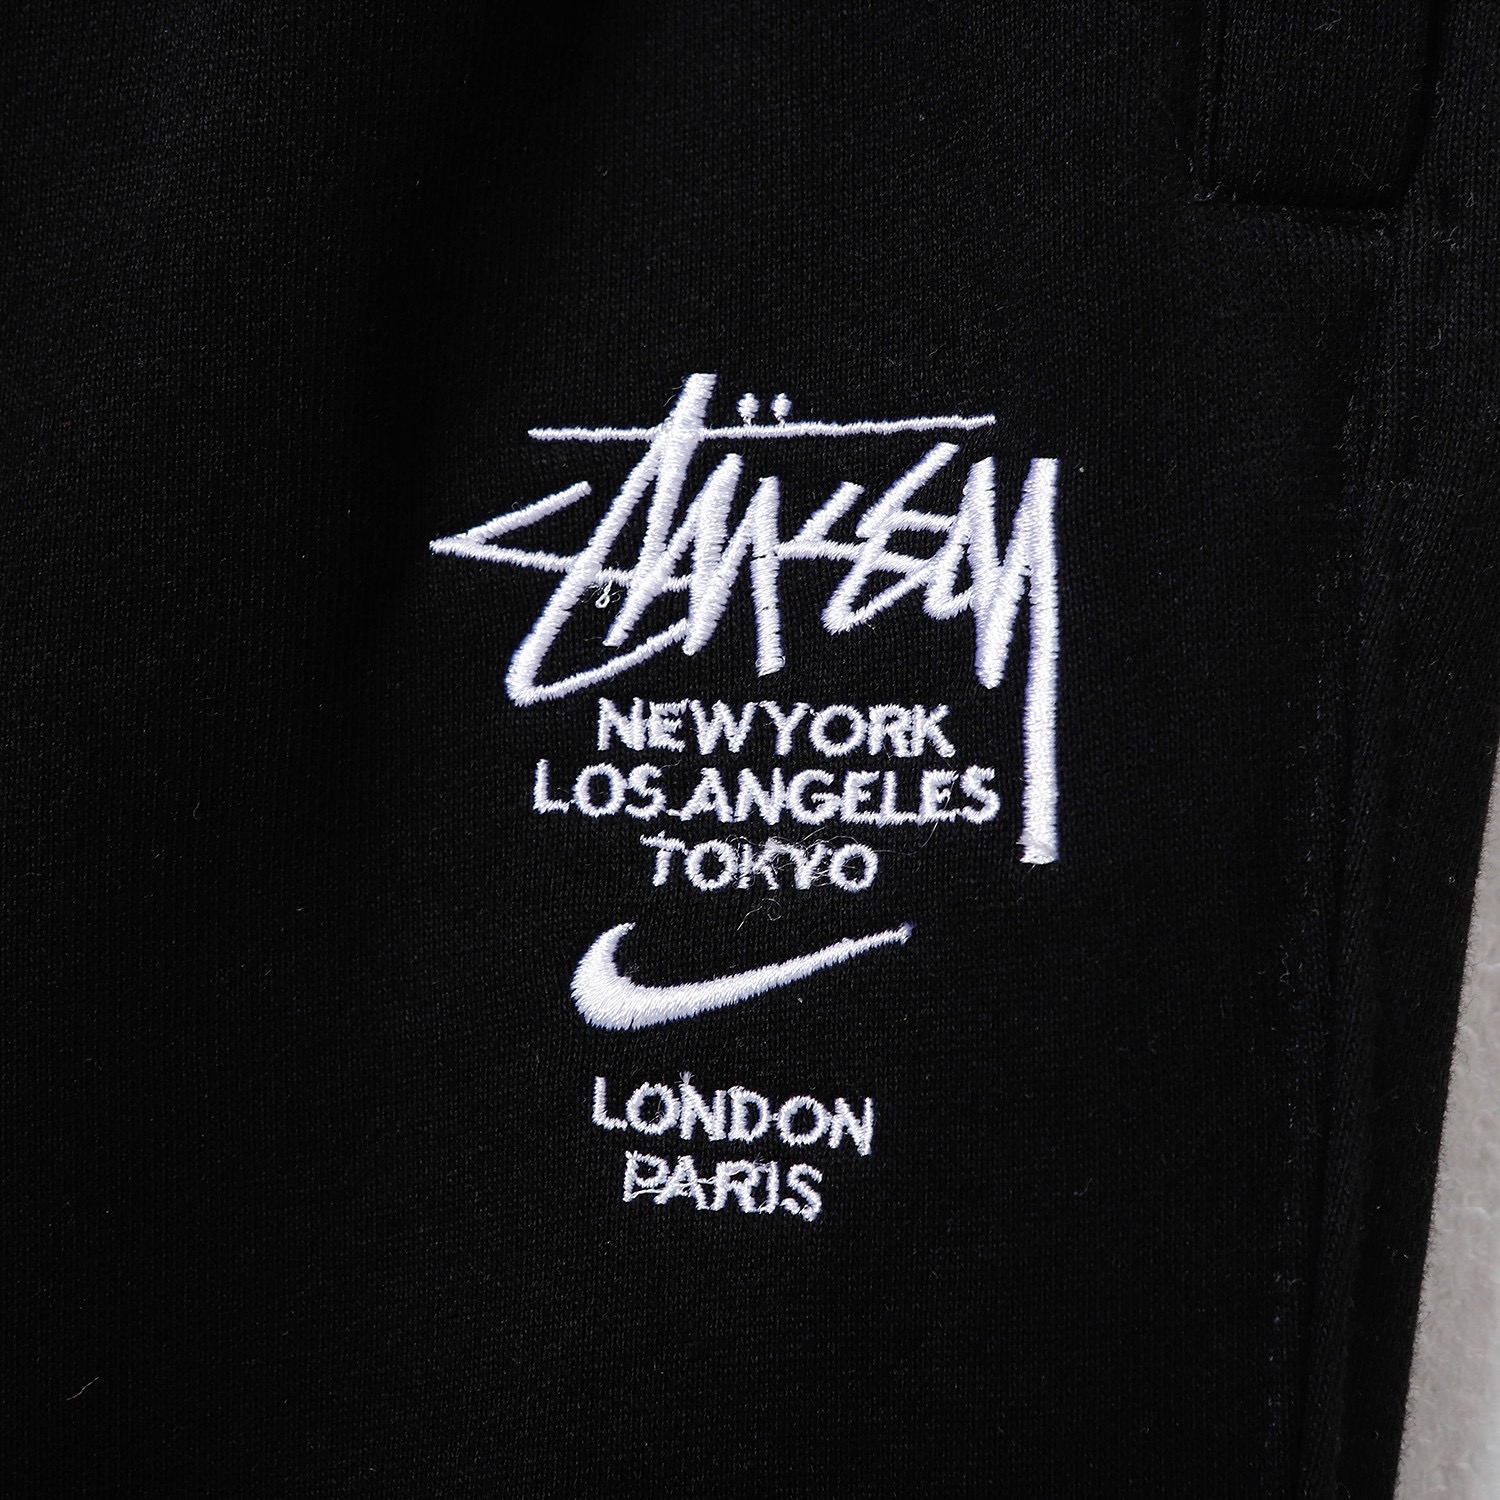 Stüssy
NEW YORK
LOS ANGELES
TOKYO
LONDON
PARIS